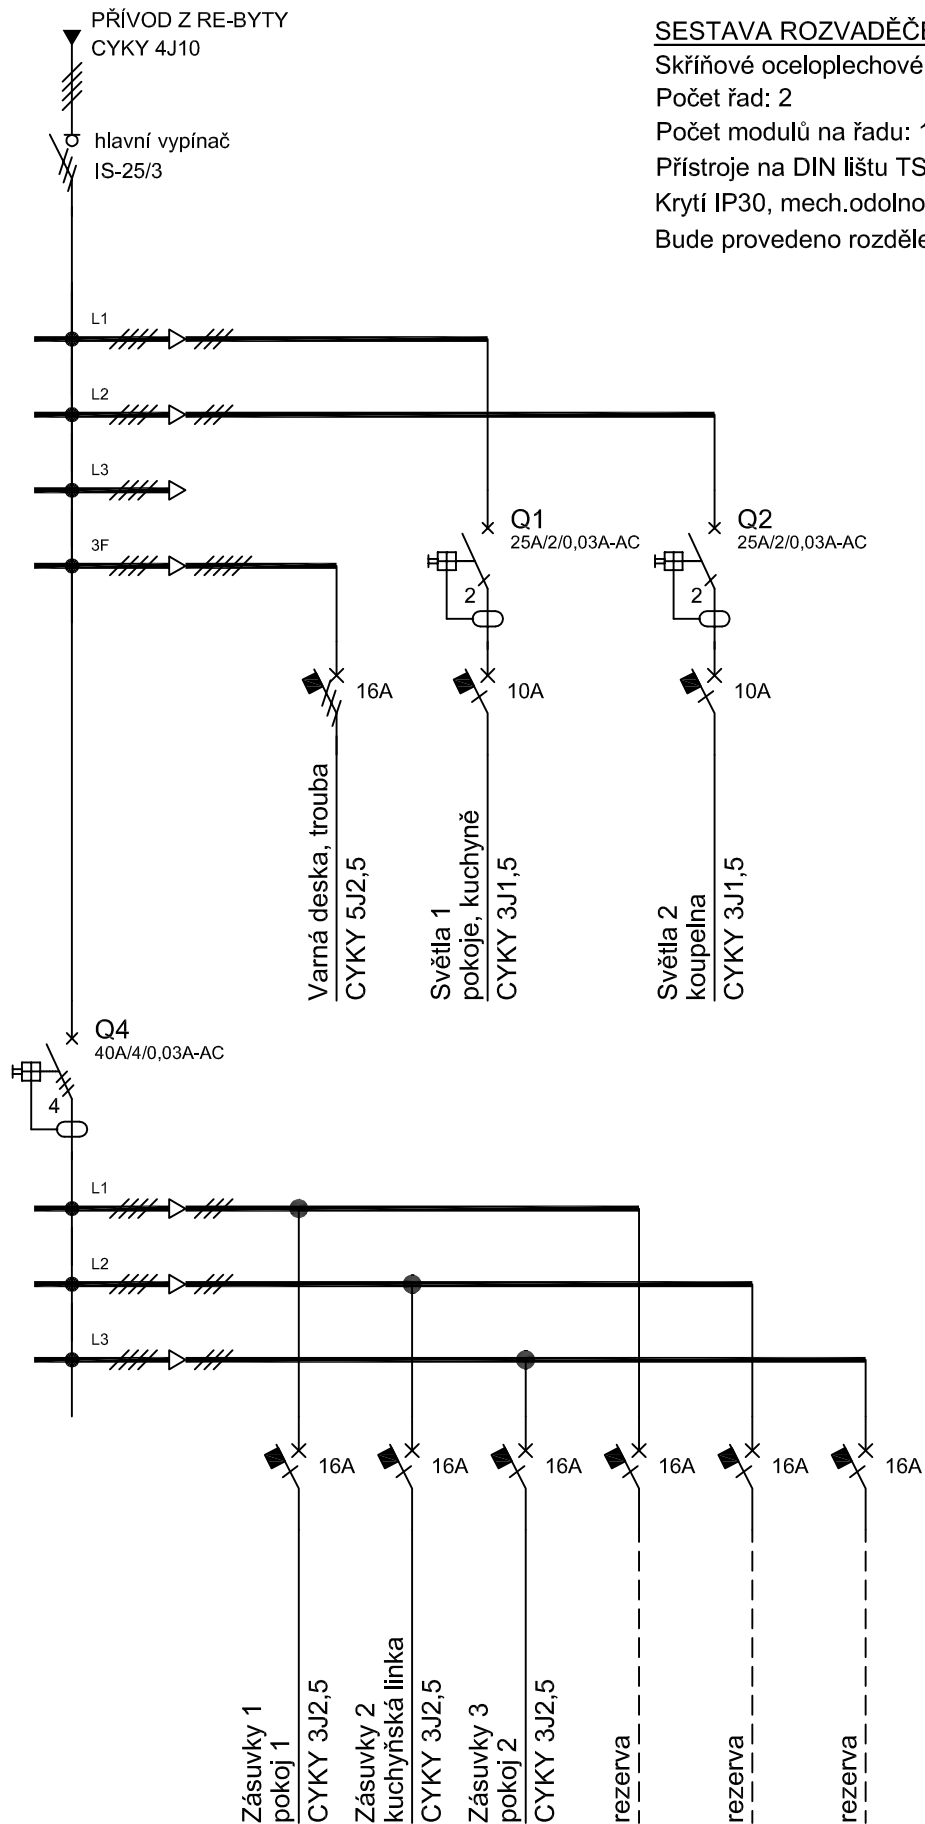 PŘÍVOD Z RE-BYTY
CYKY 4J10
hlavní vypínač
IS-25/3
SESTAVA ROZVADĚČE
Skříňové oceloplechové
Počet řad: 2
Počet modulů na řadu: 1
Přístroje na DIN lištu TS
Krytí IP30, mech.odolno
Bude provedeno rozděle
L1
L2
L3
3F
Q1
25A/2/0,03A-AC
2
Q2
25A/2/0,03A-AC
2
16A
10A
10A
Varná deska, trouba
CYKY 5J2,5
Světla 1
pokoje, kuchyně
CYKY 3J1,5
Světla 2
koupelna
CYKY 3J1,5
Q4
40A/4/0,03A-AC
4
L1
L2
L3
16A
16A
16A
16A
16A
16A
Zásuvky 1
pokoj 1
CYKY 3J2,5
Zásuvky 2
kuchyňská linka
CYKY 3J2,5
Zásuvky 3
pokoj 2
CYKY 3J2,5
rezerva
rezerva
rezerva